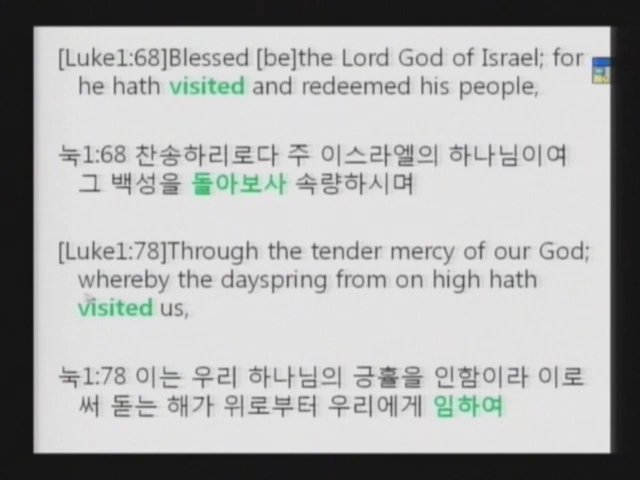 [Luke1:68]Blessed [be]the Lord God of Israel; for
he hath visited and redeemed his people,
눅1:68 찬송하리로다 주 이스라엘의 하나님이여
그 백성을 돌아보사 속량하시며
[Luke1:78]Through the tender mercy of our God;
whereby the dayspring from on high hath
visited us,
눅1:78 이는 우리 하나님의 긍휼을 인함이라 이로
써 돋는 해가 위로부터 우리에게 임하여